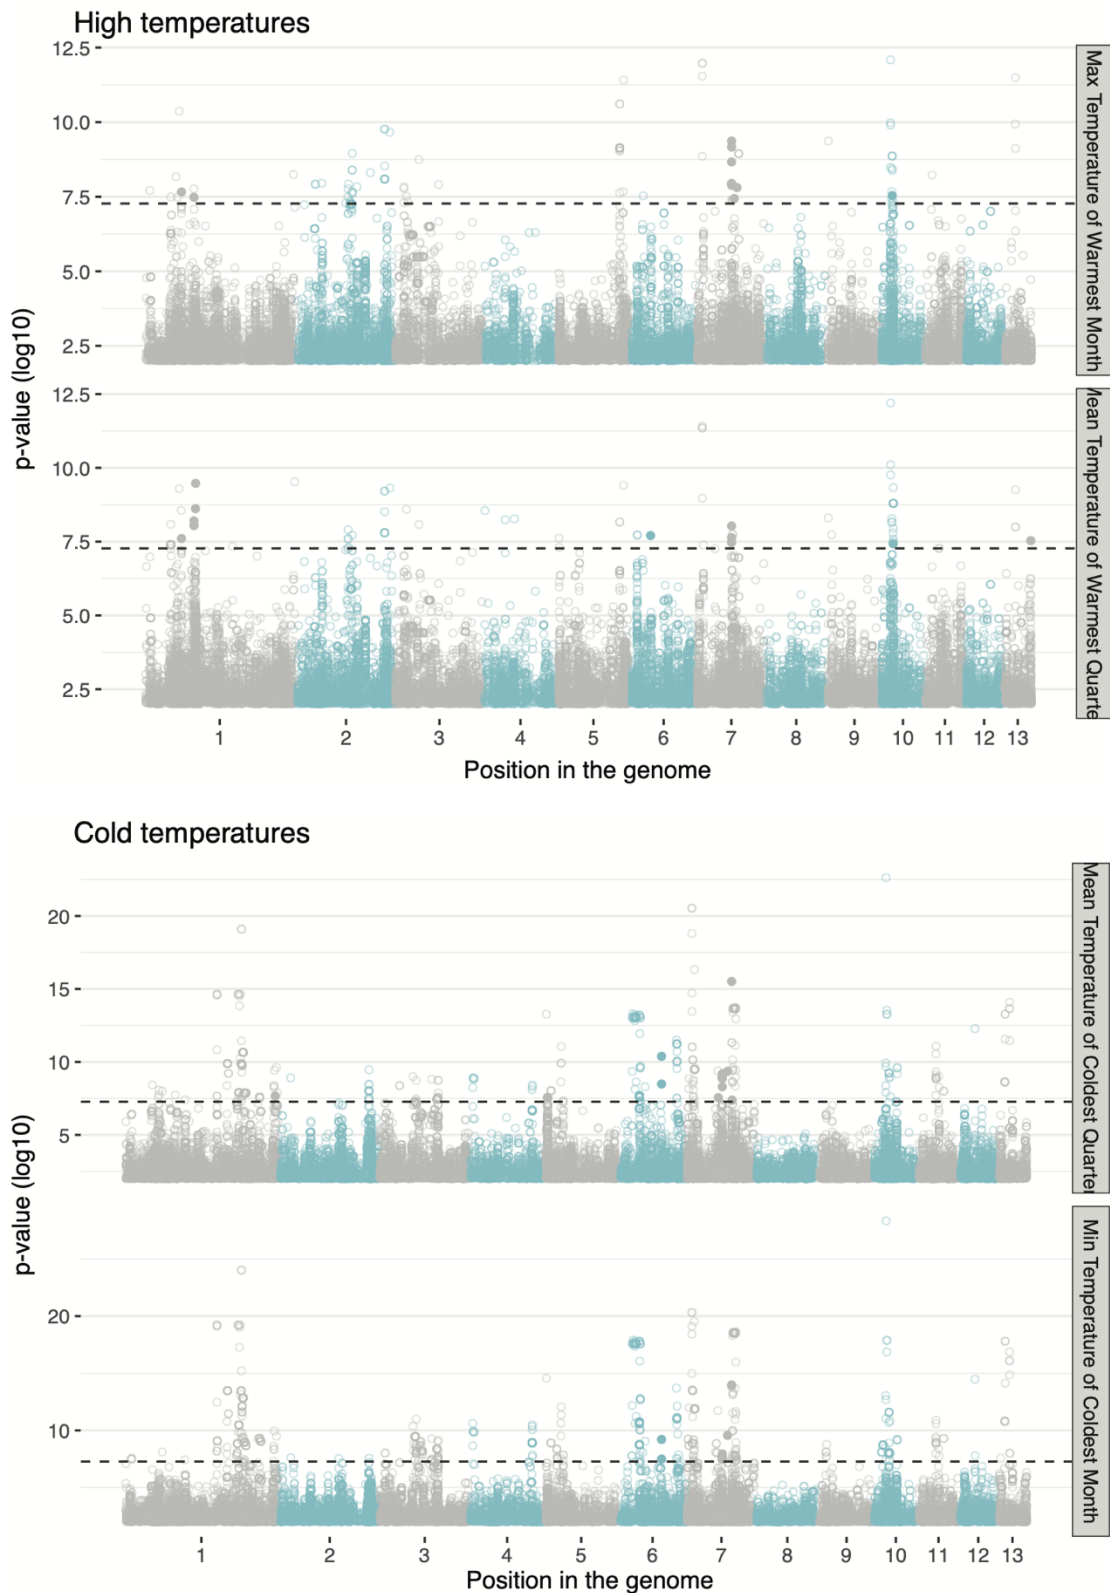 High temperatures
12.5
10.0
7.5
5.0
2.5
Max Temperature of Warmest Month
12.5
10.0
7.5
5.0
2.5
Mean Temperature of Warmest Quarte
p-value (log10)
1 2 3 4 5 6 7 8 9 10 11 12 13
Position in the genome
Cold temperatures
20
15
10
5
Mean Temperature of Coldest Quarter
20
10
Min Temperature of Coldest Month
p-value (log10)
1 2 3 4 5 6 7 8 9 10 11 12 13
Position in the genome